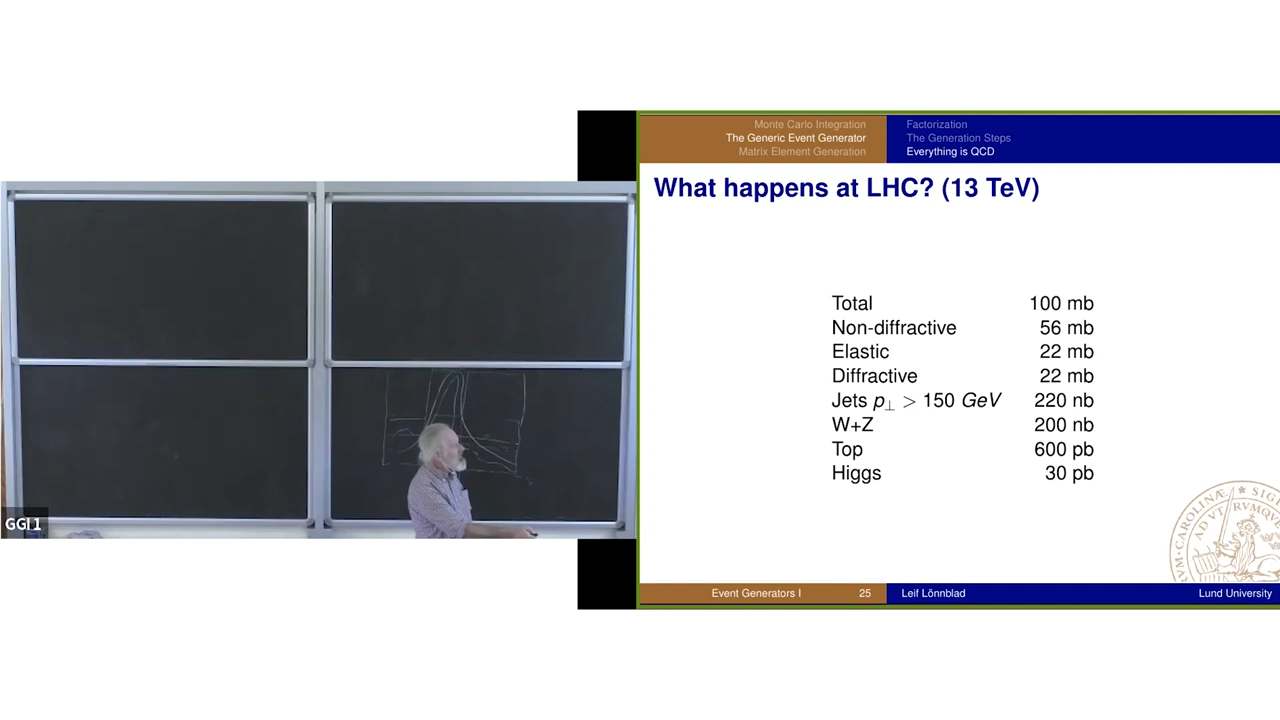 Monte Carlo Integration
The Generic Event Generator
Matrix Element Generation
Factorization
The Generation Steps
Everything is QCD
What happens at LHC? (13 TeV)
Total 100 mb
Non-diffractive 56 mb
Elastic 22 mb
Diffractive 22 mb
Jets p⊥ > 150 GeV 220 nb
W+Z 200 nb
Top 600 pb
Higgs 30 pb
GGI 1
Event Generators I 25 Leif Lönnblad Lund University